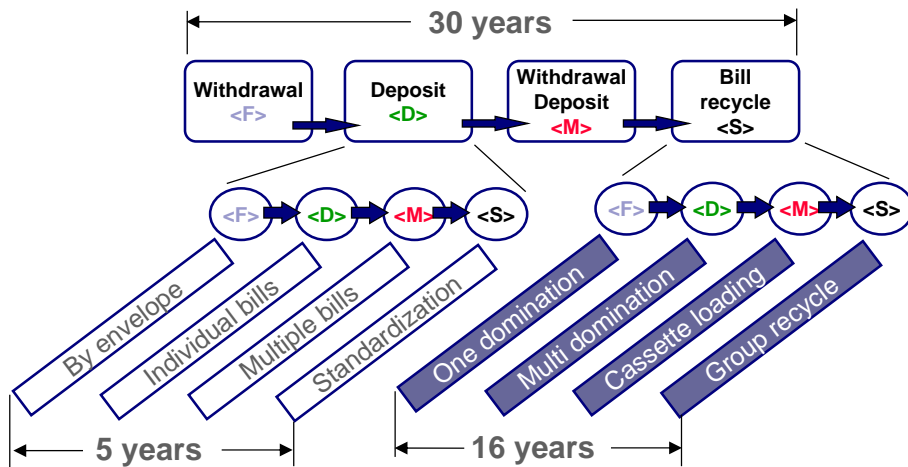 30 years
Withdrawal
<F>
Deposit
<D>
Withdrawal
Deposit
<M>
Bill
recycle
<S>
<F>
<D>
<M>
<S>
<F>
<D>
<M>
<S>
By envelope
Individual bills
Multiple bills
Standardization
One domination
Multi domination
Cassette loading
Group recycle
5 years
16 years